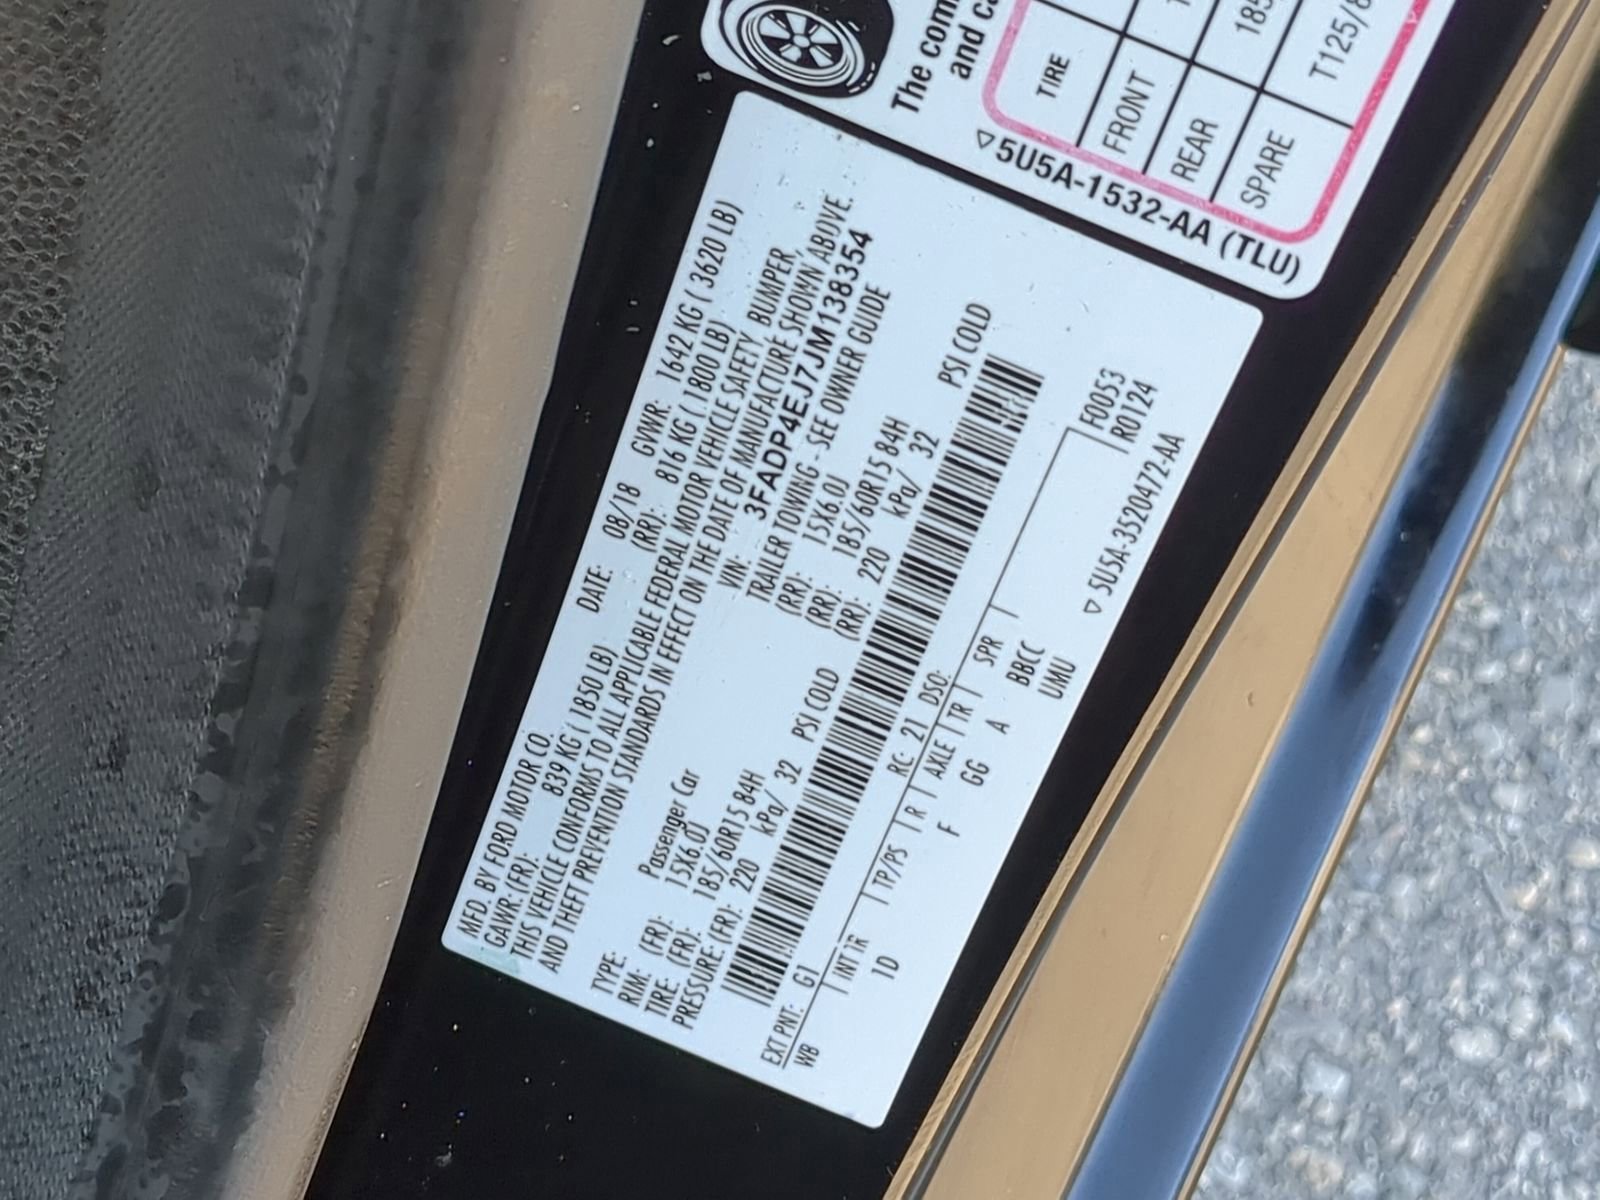 The com
and ca
TIRE
FRONT
REAR 185
SPARE T125/8
▽5U5A-1532-AA (TLU)
MFD. BY FORD MOTOR CO. DATE: 08/18 GVWR: 1642 KG ( 3620 LB)
GAWR: (FR): 839 KG ( 1850 LB) (RR): 816 KG ( 1800 LB)
THIS VEHICLE CONFORMS TO ALL APPLICABLE FEDERAL MOTOR VEHICLE SAFETY, BUMPER,
AND THEFT PREVENTION STANDARDS IN EFFECT ON THE DATE OF MANUFACTURE SHOWN ABOVE.
VIN: 3FADP4EJ7JM138354
TYPE: Passenger Car TRAILER TOWING - SEE OWNER GUIDE
RIM: (FR): 15X6.0J (RR): 15X6.0J
TIRE: (FR): 185/60R15 84H (RR): 185/60R15 84H
PRESSURE: (FR): 220 kPa/ 32 PSI COLD (RR): 220 kPa/ 32 PSI COLD
EXT PNT: G1 RC: 21 DSO: F0053
WB INT TR TP/PS R AXLE TR SPR R0124
1D F GG A BBCC
UMU
▽5U5A-3520472-AA